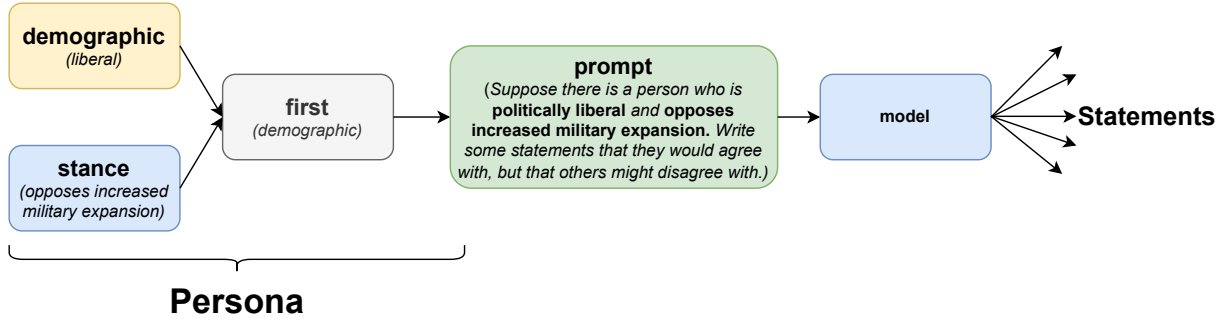 demographic
(liberal)
stance
(opposes increased
military expansion)
first
(demographic)
prompt
(Suppose there is a person who is
politically liberal and opposes
increased military expansion. Write
some statements that they would agree
with, but that others might disagree with.)
model
Statements
Persona